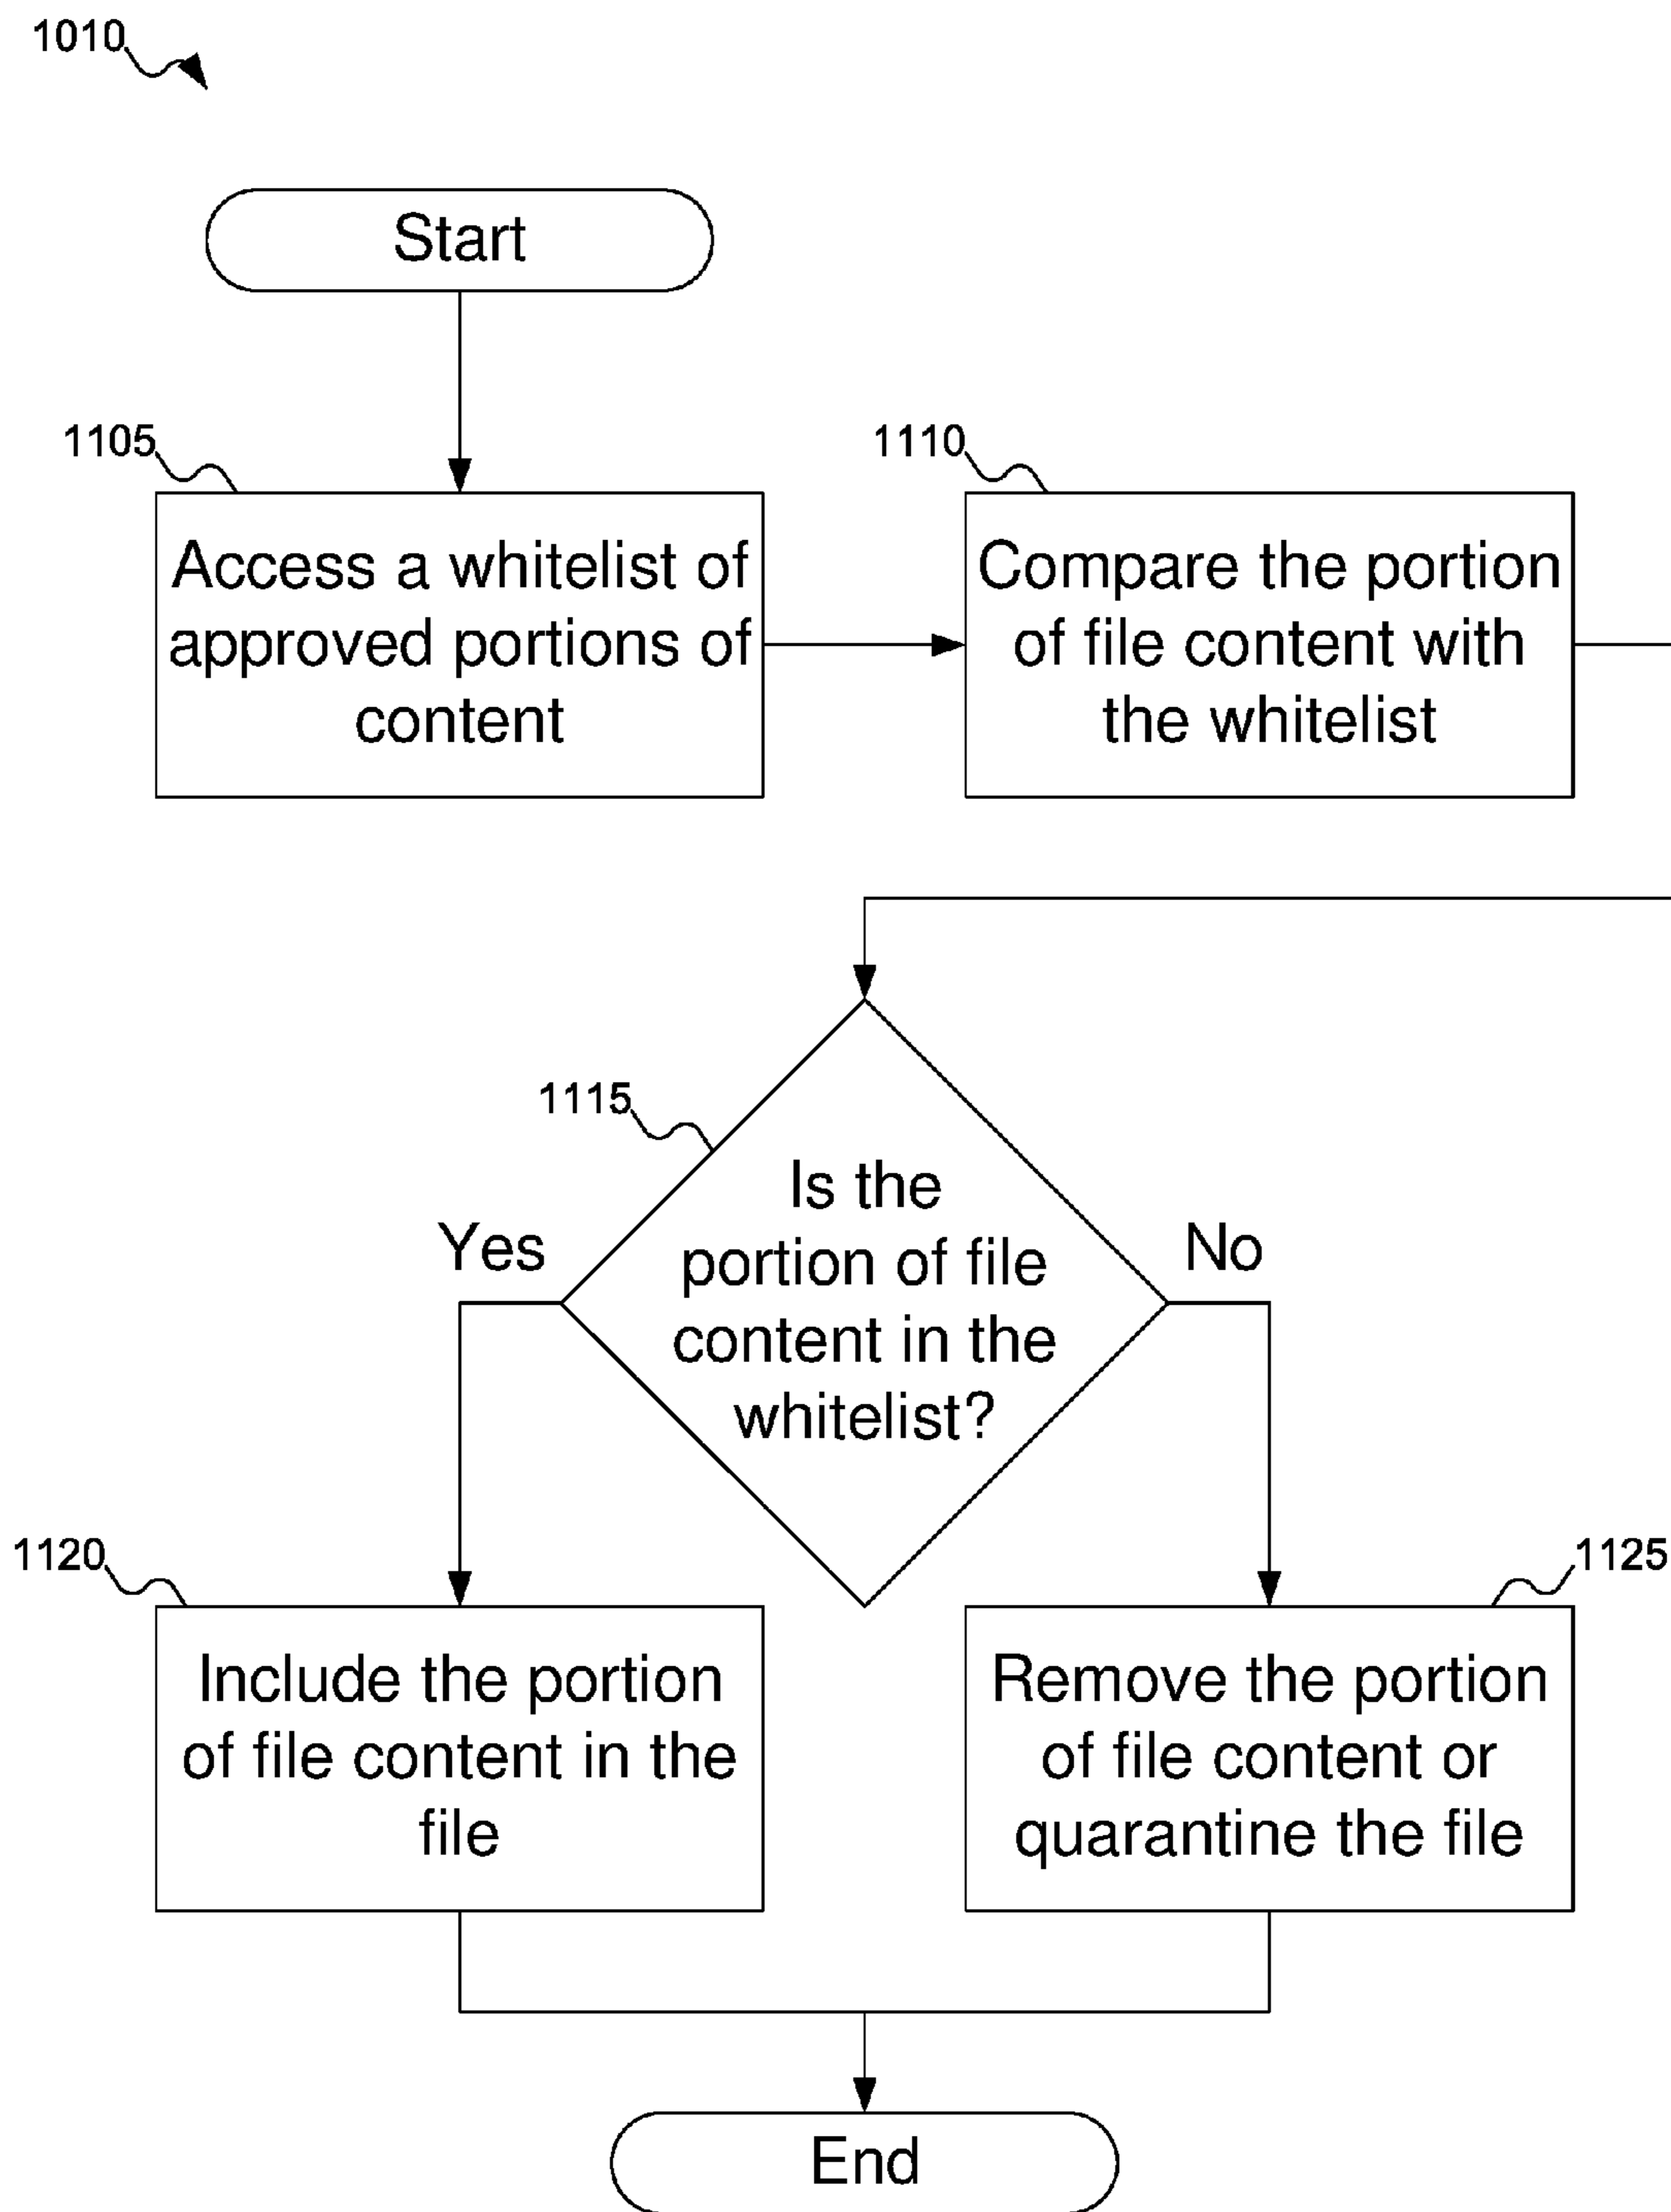 1010
Start
1105
1110
Access a whitelist of
approved portions of
content
Compare the portion
of file content with
the whitelist
1115
Is the
portion of file
content in the
whitelist?
Yes
No
1120
1125
Include the portion
of file content in the
file
Remove the portion
of file content or
quarantine the file
End